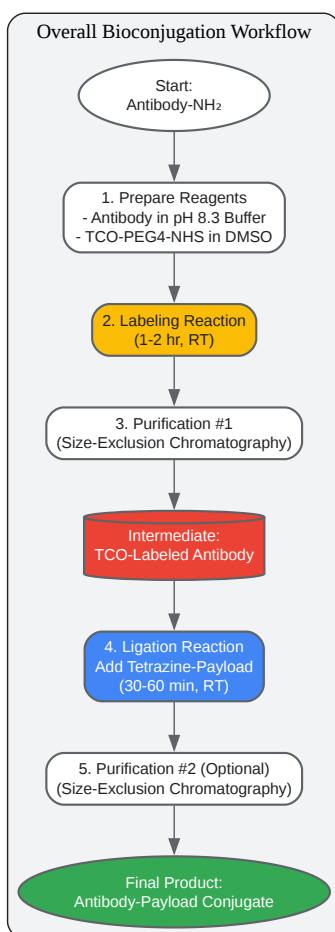 Overall Bioconjugation Workflow
Start:
Antibody-NH₂
1. Prepare Reagents
- Antibody in pH 8.3 Buffer
- TCO-PEG4-NHS in DMSO
2. Labeling Reaction
(1-2 hr, RT)
3. Purification #1
(Size-Exclusion Chromatography)
Intermediate:
TCO-Labeled Antibody
4. Ligation Reaction
Add Tetrazine-Payload
(30-60 min, RT)
5. Purification #2 (Optional)
(Size-Exclusion Chromatography)
Final Product:
Antibody-Payload Conjugate